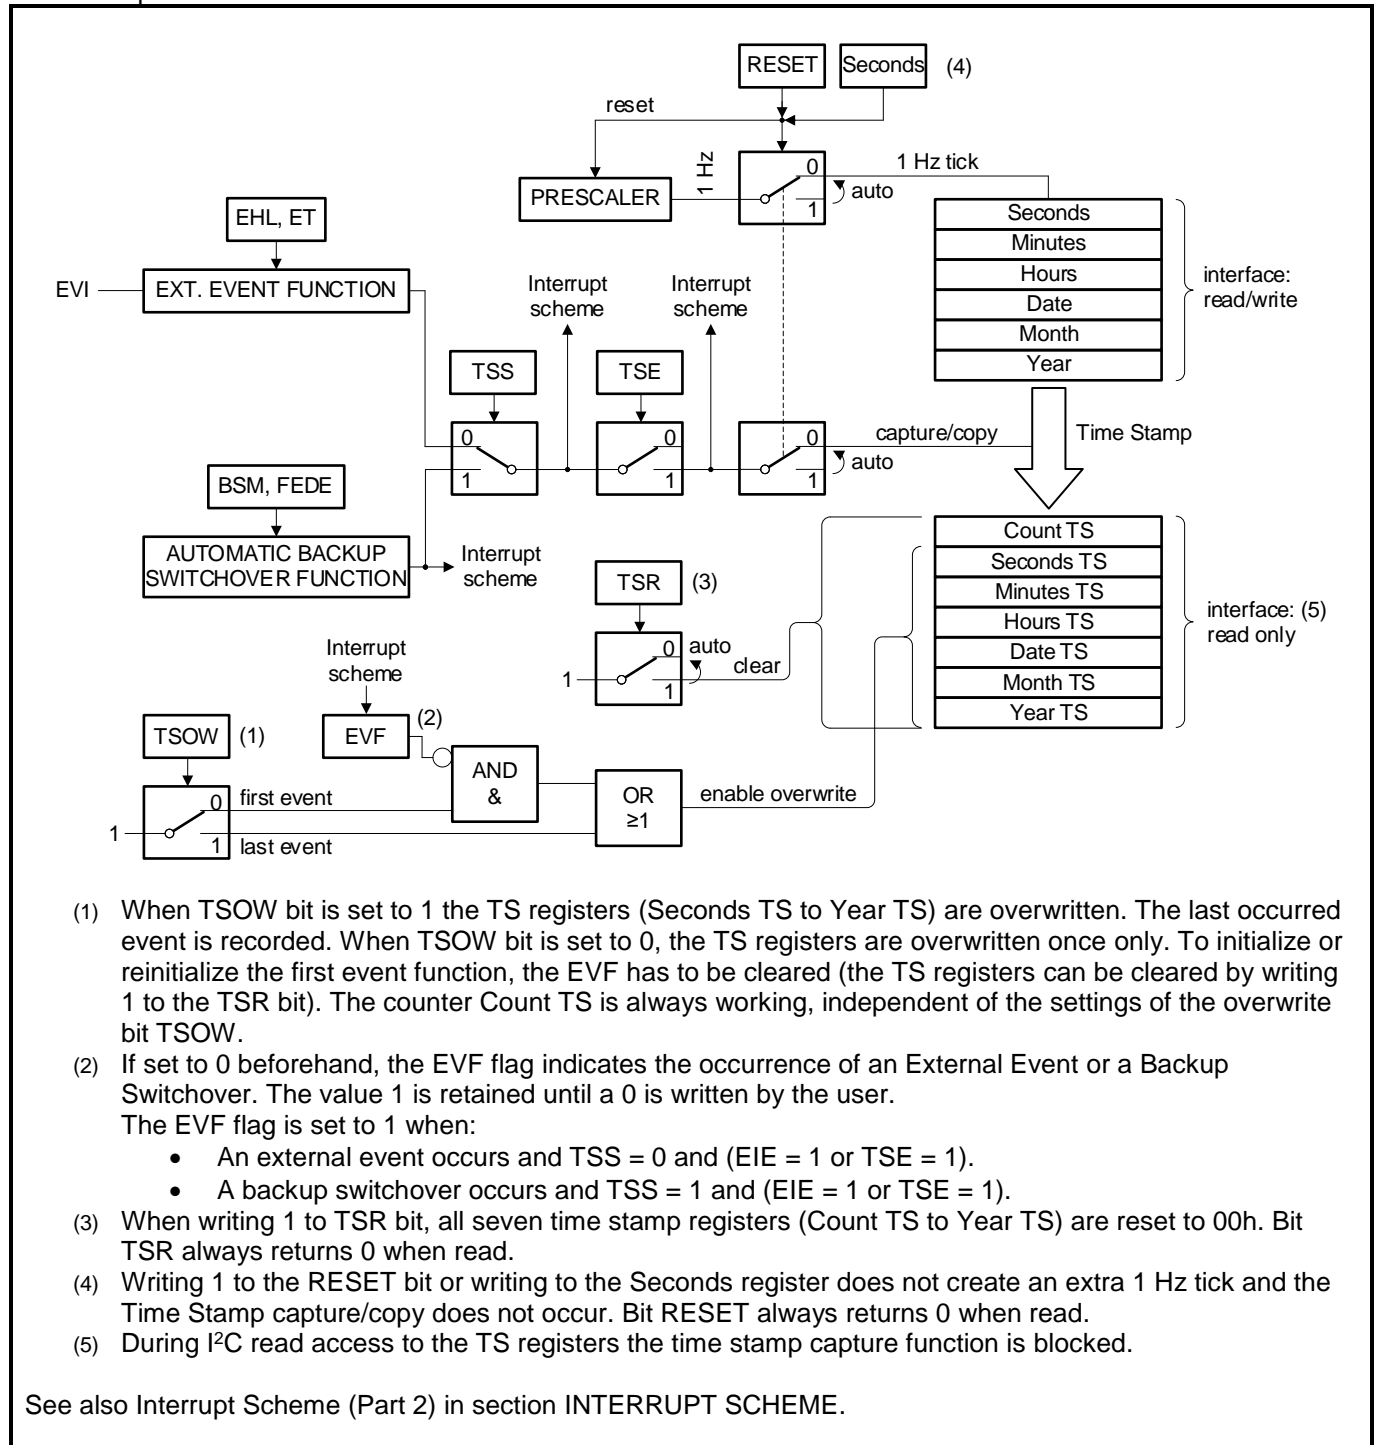 RESET
Seconds
(4)
reset
1 Hz
0
1 Hz tick
auto
1
PRESCALER
Seconds
Minutes
Hours
Date
Month
Year
interface:
read/write
EHL, ET
EVI
EXT. EVENT FUNCTION
Interrupt
scheme
Interrupt
scheme
TSS
TSE
0
1
0
1
0
1
auto
capture/copy
Time Stamp
BSM, FEDE
AUTOMATIC BACKUP
SWITCHOVER FUNCTION
Interrupt
scheme
Count TS
Seconds TS
Minutes TS
Hours TS
Date TS
Month TS
Year TS
interface: (5)
read only
TSR
(3)
1
0
1
auto
clear
Interrupt
scheme
EVF
(2)
TSOW
(1)
1
0
1
first event
last event
AND
&
OR
≥1
enable overwrite
(1) When TSOW bit is set to 1 the TS registers (Seconds TS to Year TS) are overwritten. The last occurred
event is recorded. When TSOW bit is set to 0, the TS registers are overwritten once only. To initialize or
reinitialize the first event function, the EVF has to be cleared (the TS registers can be cleared by writing
1 to the TSR bit). The counter Count TS is always working, independent of the settings of the overwrite
bit TSOW.
(2) If set to 0 beforehand, the EVF flag indicates the occurrence of an External Event or a Backup
Switchover. The value 1 is retained until a 0 is written by the user.
The EVF flag is set to 1 when:
• An external event occurs and TSS = 0 and (EIE = 1 or TSE = 1).
• A backup switchover occurs and TSS = 1 and (EIE = 1 or TSE = 1).
(3) When writing 1 to TSR bit, all seven time stamp registers (Count TS to Year TS) are reset to 00h. Bit
TSR always returns 0 when read.
(4) Writing 1 to the RESET bit or writing to the Seconds register does not create an extra 1 Hz tick and the
Time Stamp capture/copy does not occur. Bit RESET always returns 0 when read.
(5) During I²C read access to the TS registers the time stamp capture function is blocked.
See also Interrupt Scheme (Part 2) in section INTERRUPT SCHEME.